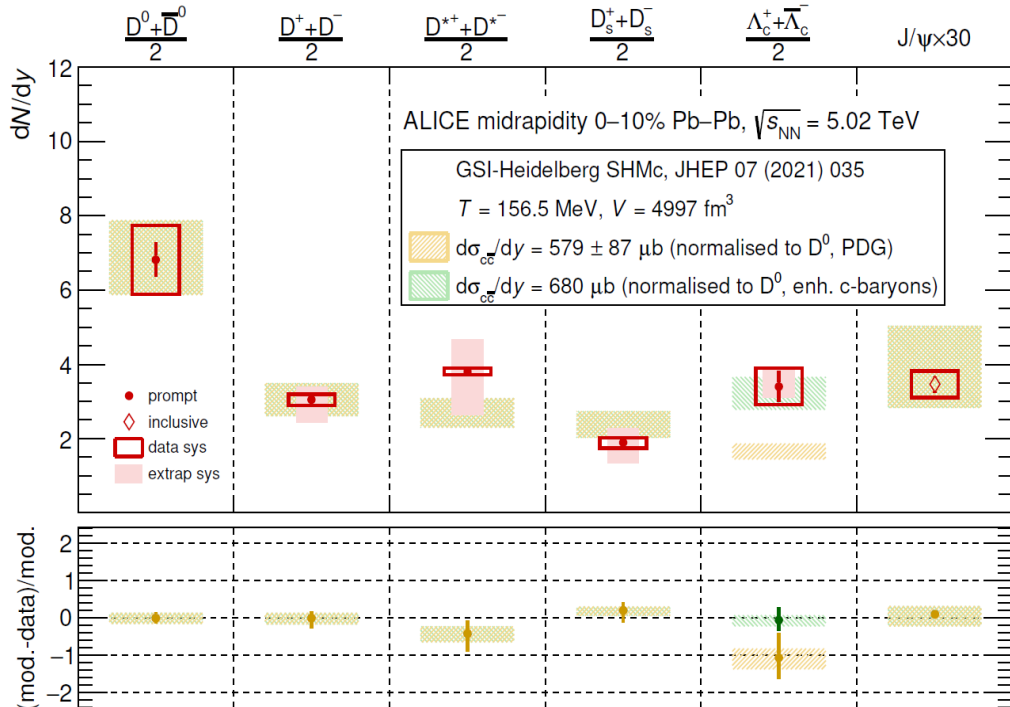 D⁰+D̅⁰
2
D⁺+D⁻
2
D*⁺+D*⁻
2
Dₛ⁺+Dₛ⁻
2
Λ_c⁺+Λ̅_c⁻
2
J/ψ×30
dN/dy
12
10
8
6
4
2
ALICE midrapidity 0–10% Pb–Pb, √s_NN = 5.02 TeV
GSI-Heidelberg SHMc, JHEP 07 (2021) 035
T = 156.5 MeV, V = 4997 fm³
dσ_cc̅/dy = 579 ± 87 μb (normalised to D⁰, PDG)
dσ_cc̅/dy = 680 μb (normalised to D⁰, enh. c-baryons)
prompt
inclusive
data sys
extrap sys
(mod.-data)/mod.
2
1
0
−1
−2